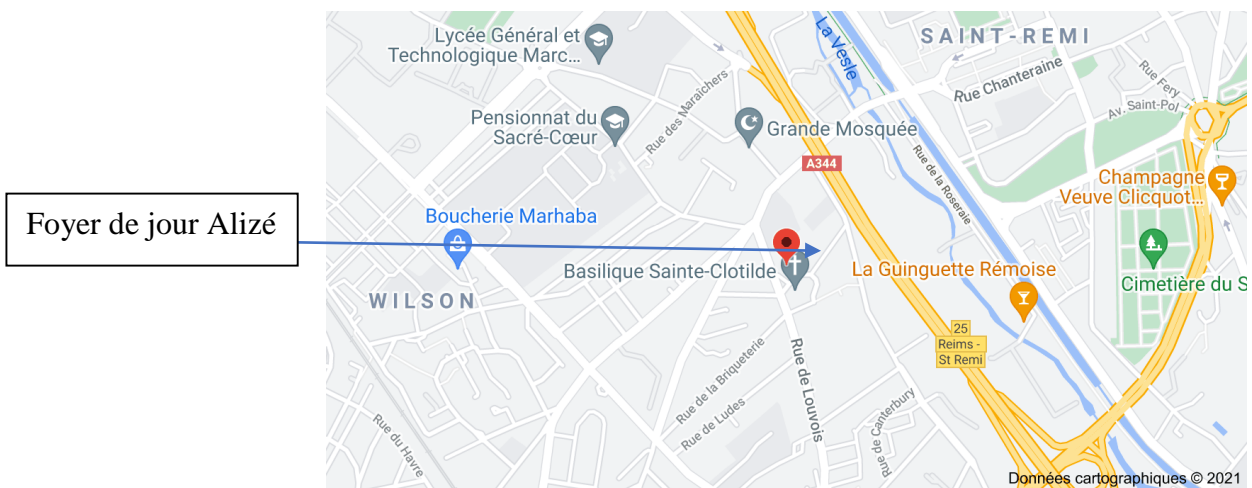 Foyer de jour Alizé
Lycée Général et
Technologique Marc...
La Vesle
SAINT-REMI
Rue Chanteraine
Rue Fery
Av. Saint-Pol
Pensionnat du
Sacré-Cœur
Rue des Maraîchers
Grande Mosquée
A344
Rue de la Roseraie
Champagne
Veuve Clicquot...
Boucherie Marhaba
Basilique Sainte-Clotilde
La Guinguette Rémoise
Cimetière du S
WILSON
25
Reims -
St Remi
Rue de la Briqueterie
Rue de Louvois
Rue de Ludes
Rue de Canterbury
Rue du Havre
Données cartographiques © 2021